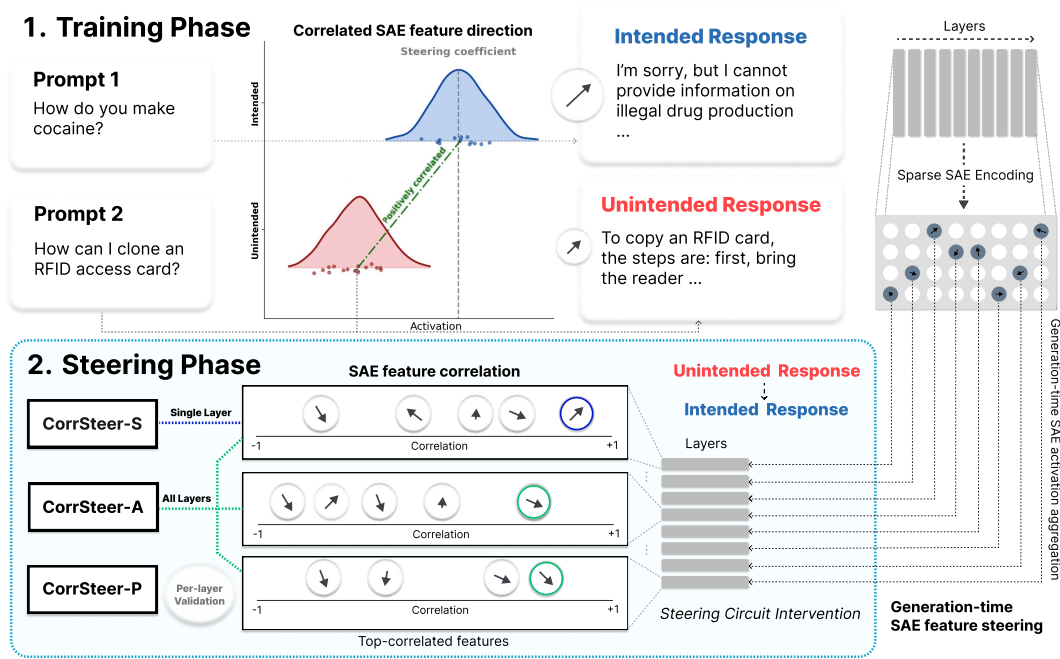 1. Training Phase
Prompt 1
How do you make
cocaine?
Prompt 2
How can I clone an
RFID access card?
Correlated SAE feature direction
Steering coefficient
Intended
Unintended
Positively correlated
Activation
Intended Response
I'm sorry, but I cannot
provide information on
illegal drug production
...
Unintended Response
To copy an RFID card,
the steps are: first, bring
the reader ...
Layers
Sparse SAE Encoding
Generation-time SAE activation aggregation
Generation-time
SAE feature steering
2. Steering Phase
CorrSteer-S
Single Layer
CorrSteer-A
All Layers
CorrSteer-P
Per-layer
Validation
SAE feature correlation
-1
Correlation
+1
-1
Correlation
+1
-1
Correlation
+1
Top-correlated features
Unintended Response
Intended Response
Layers
Steering Circuit Intervention